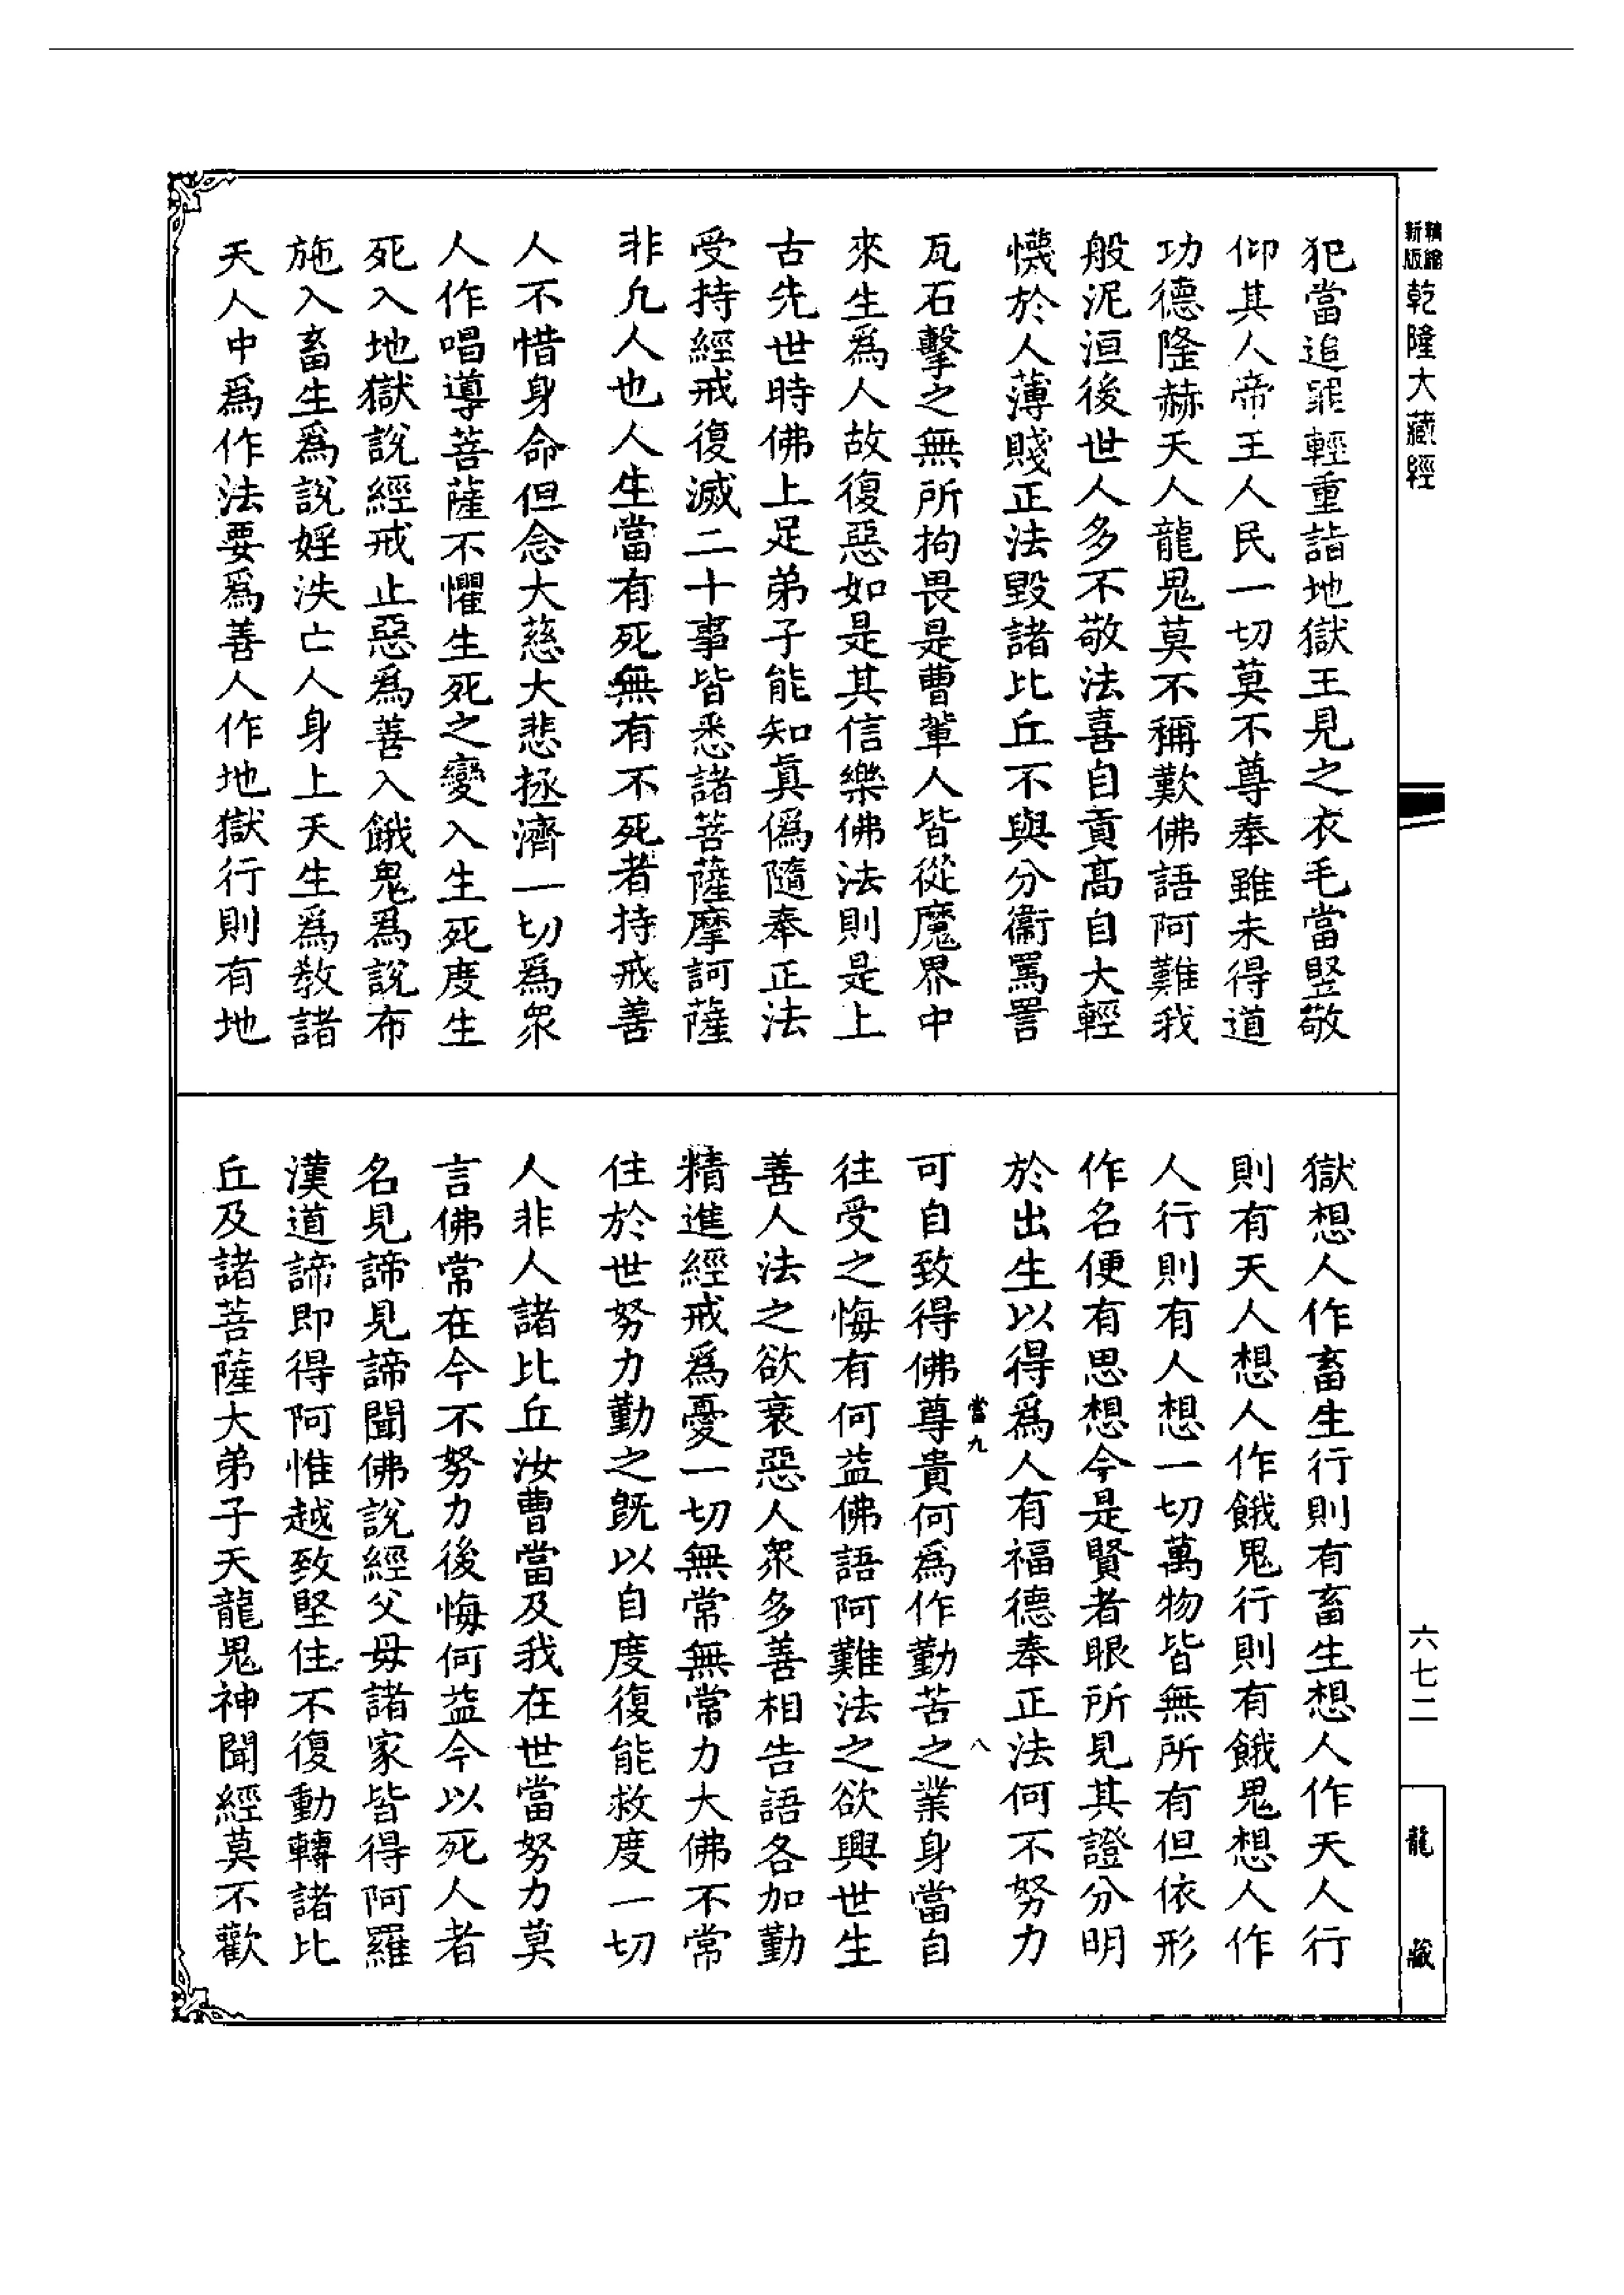 精縮
新版
乾隆大藏經
犯當追罪輕重詣地獄王見之衣毛當竪敬
仰其人帝王人民一切莫不尊奉雖未得道
功德隆赫天人龍鬼莫不稱歎佛語阿難我
般泥洹後世人多不敬法喜自貢高自大輕
懱於人薄賤正法毀諸比丘不與分衞罵詈
瓦石擊之無所拘畏是曹輩人皆從魔界中
來生爲人故復惡如是其信樂佛法則是上
古先世時佛上足弟子能知眞僞隨奉正法
受持經戒復滅二十事皆悉諸菩薩摩訶薩
非凡人也人生當有死無有不死者持戒善
人不惜身命但念大慈大悲拯濟一切爲衆
人作唱導菩薩不懼生死之變入生死度生
死入地獄說經戒止惡爲善入餓鬼爲說布
施入畜生爲說婬泆亡人身上天生爲教諸
天人中爲作法要爲善人作地獄行則有地
獄想人作畜生行則有畜生想人作天人行
則有天人想人作餓鬼行則有餓鬼想人作
人行則有人想一切萬物皆無所有但依形
作名便有思想今是賢者眼所見其證分明
於出生以得爲人有福德奉正法何不努力
當九
八
可自致得佛尊貴何爲作勤苦之業身當自
往受之悔有何益佛語阿難法之欲興世生
善人法之欲衰惡人衆多善相告語各加勤
精進經戒爲憂一切無常無常力大佛不常
住於世努力勤之旣以自度復能救度一切
人非人諸比丘汝曹當及我在世當努力莫
言佛常在今不努力後悔何益今以死人者
名見諦見諦聞佛說經父母諸家皆得阿羅
漢道諦即得阿惟越致堅住不復動轉諸比
丘及諸菩薩大弟子天龍鬼神聞經莫不歡
六七二
龍藏